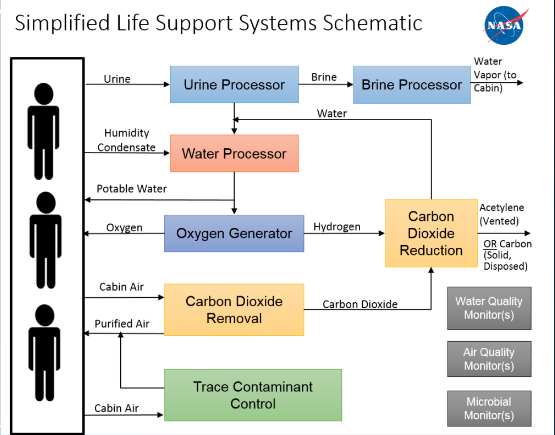 Simplified Life Support Systems Schematic
NASA
Urine
Urine Processor
Brine
Brine Processor
Water
Vapor (to
Cabin)
Water
Humidity
Condensate
Water Processor
Potable Water
Oxygen
Oxygen Generator
Hydrogen
Carbon
Dioxide
Reduction
Acetylene
(Vented)
OR Carbon
(Solid,
Disposed)
Cabin Air
Carbon Dioxide
Removal
Carbon Dioxide
Purified Air
Trace Contaminant
Control
Cabin Air
Water Quality
Monitor(s)
Air Quality
Monitor(s)
Microbial
Monitor(s)